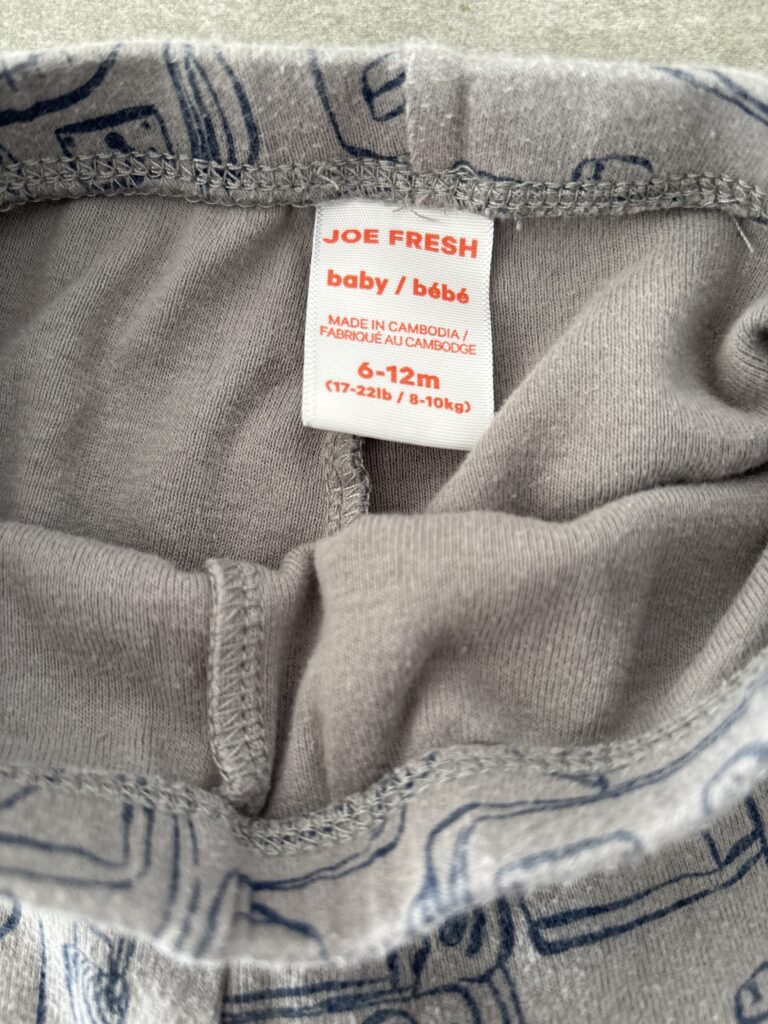 JOE FRESH
baby / bébé
MADE IN CAMBODIA /
FABRIQUÉ AU CAMBODGE
6-12m
(17-22lb / 8-10kg)